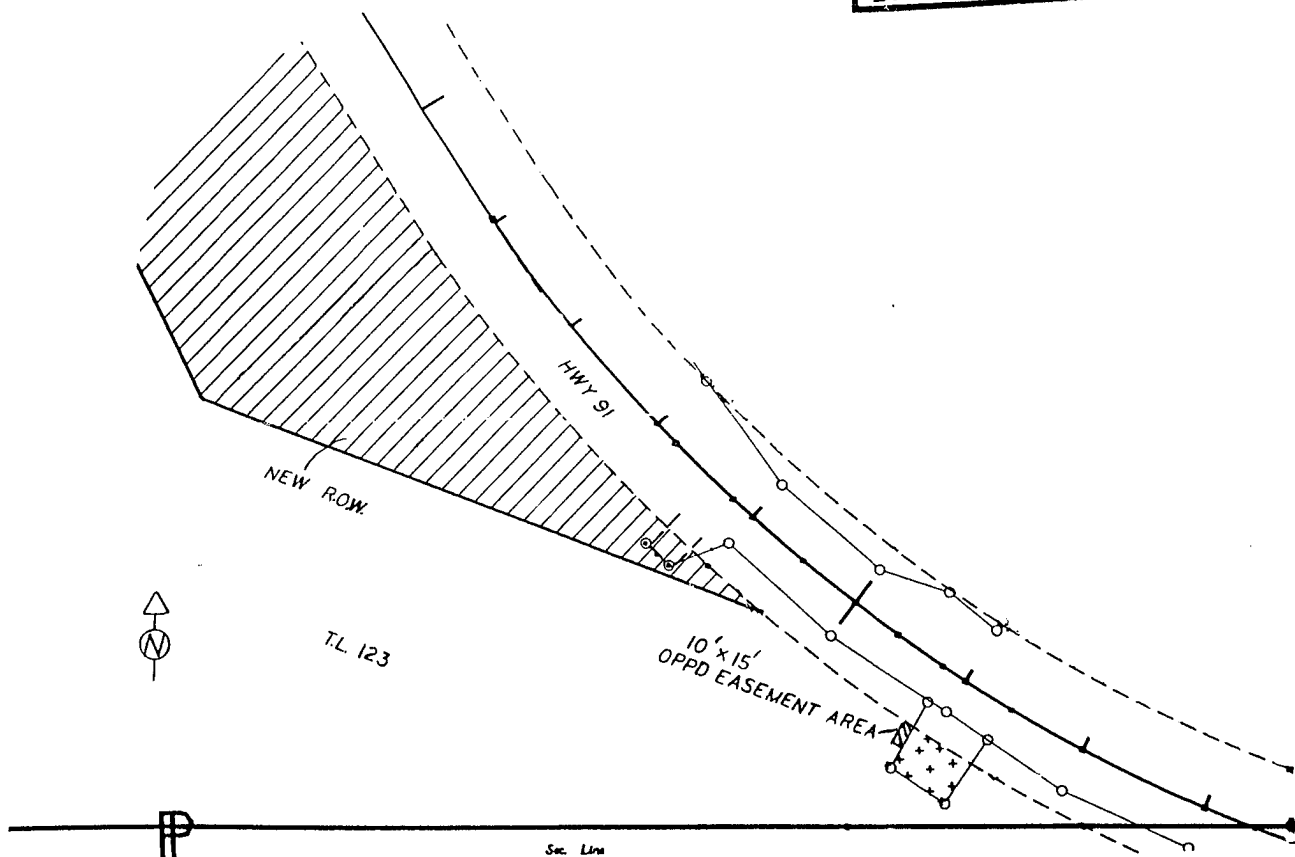 HWY 91
NEW R.O.W.
N
T.L. 123
10' x 15'
OPPD EASEMENT AREA
Sec. Line